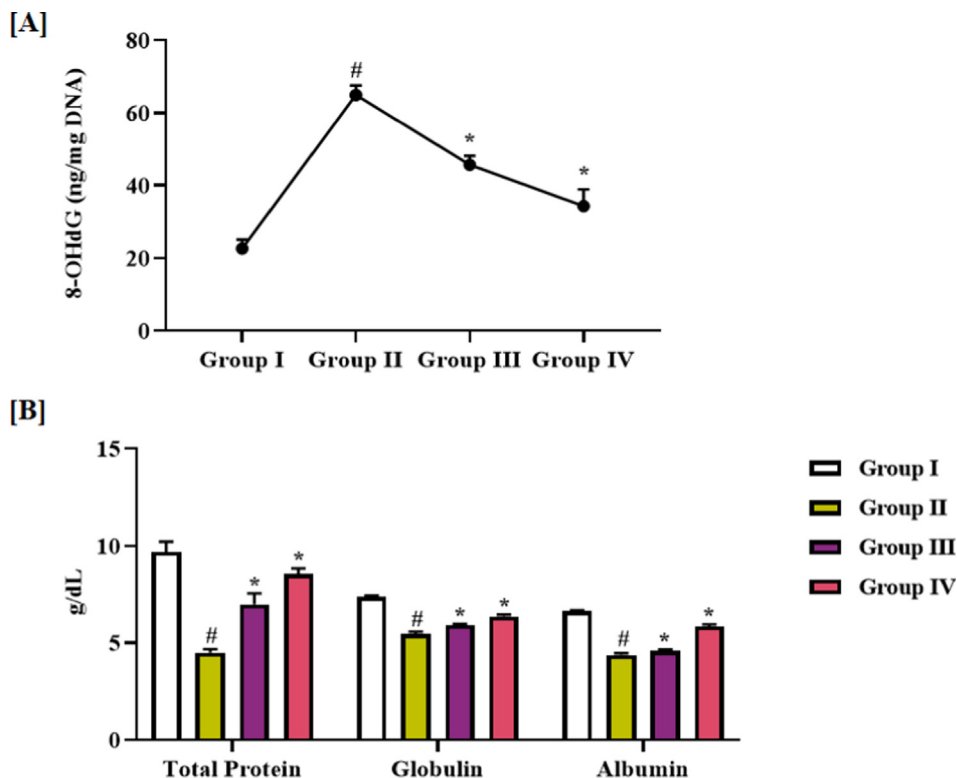 [A]
80
60
40
20
0
8-OHdG (ng/mg DNA)
#
*
*
Group I
Group II
Group III
Group IV
[B]
15
10
5
0
g/dL
#
*
*
#
*
*
#
*
*
Total Protein
Globulin
Albumin
Group I
Group II
Group III
Group IV